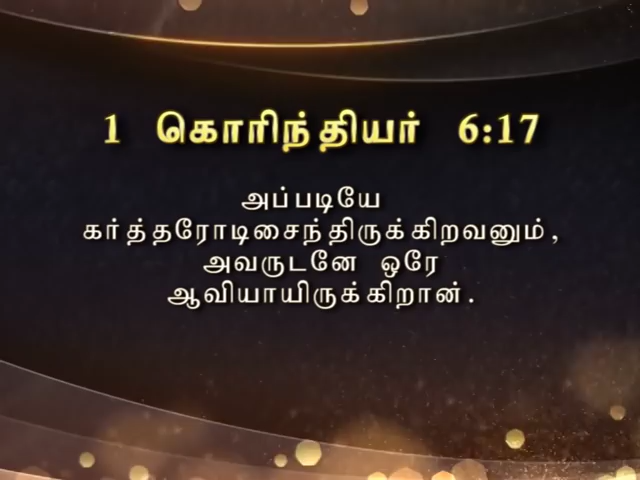 1 கொரிந்தியர் 6:17
அப்படியே
கர்த்தரோடிசைந்திருக்கிறவனும்,
அவருடனே ஒரே
ஆவியாயிருக்கிறான்.